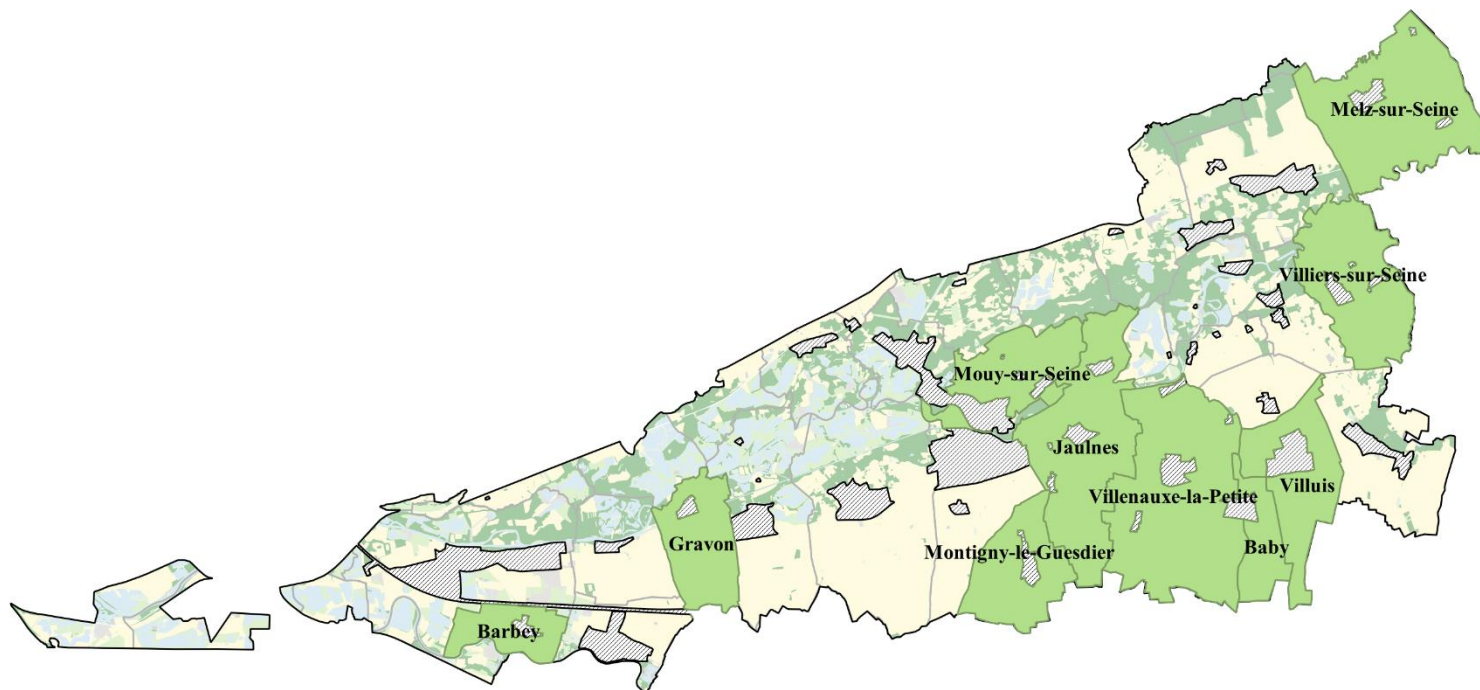 Melz-sur-Seine
Villiers-sur-Seine
Mouy-sur-Seine
Jaulnes
Villuis
Villenauxe-la-Petite
Gravon
Montigny-le-Guesdier
Baby
Barbey